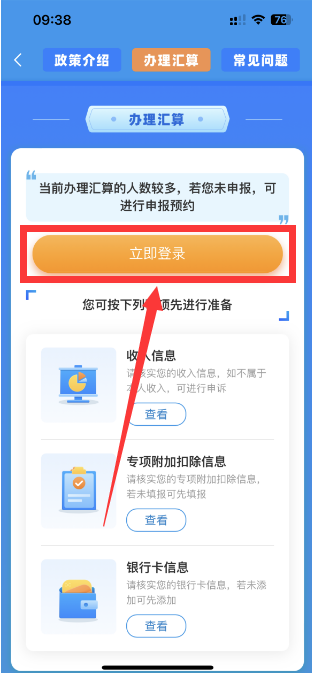 09:38
76
政策介绍
办理汇算
常见问题
办理汇算
当前办理汇算的人数较多，若您未申报，可
进行申报预约
立即登录
您可按下列事项先进行准备
收入信息
请核实您的收入信息，如不属于
本人收入，可进行申诉
查看
专项附加扣除信息
请核实您的专项附加扣除信息，
若未填报可先填报
查看
银行卡信息
请核实您的银行卡信息，若未添
加可先添加
查看